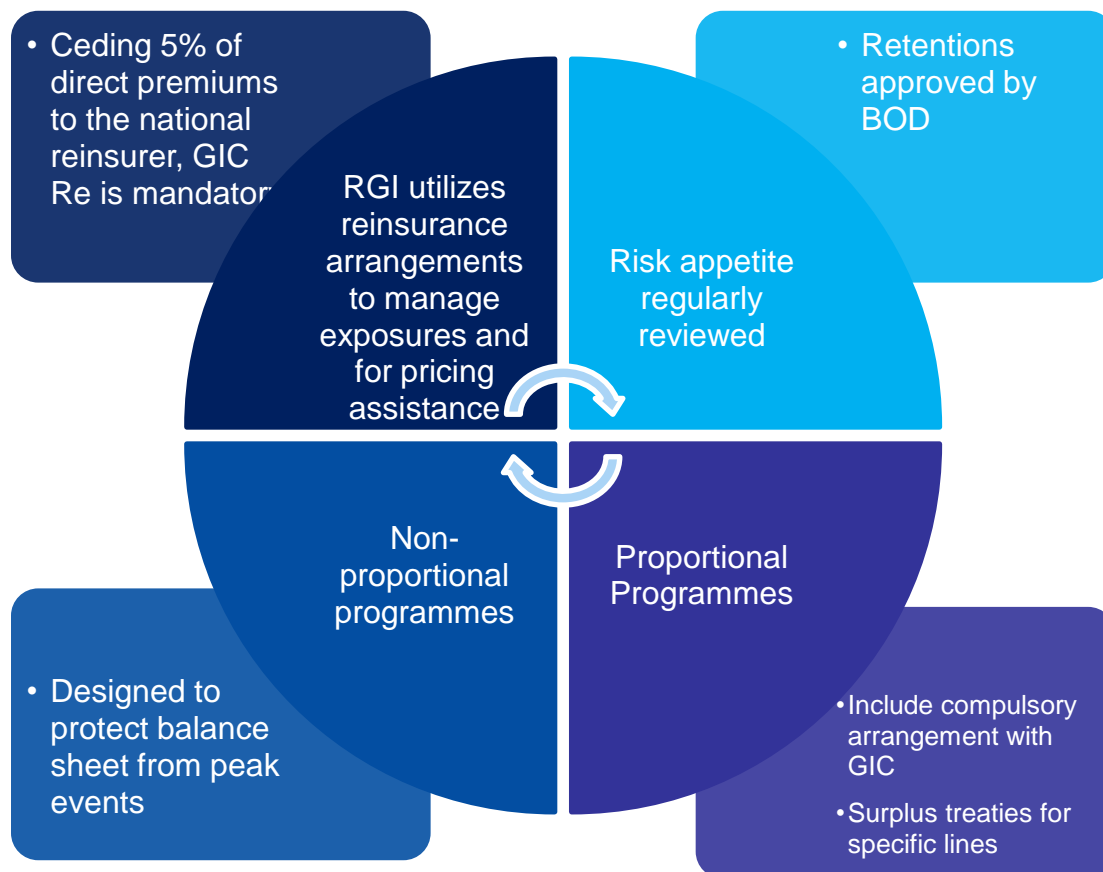 • Ceding 5% of
direct premiums
to the national
reinsurer, GIC
Re is mandatory
RGI utilizes
reinsurance
arrangements
to manage
exposures and
for pricing
assistance
• Retentions
approved by
BOD
Risk appetite
regularly
reviewed
Non-
proportional
programmes
• Designed to
protect balance
sheet from peak
events
Proportional
Programmes
•Include compulsory
arrangement with
GIC
•Surplus treaties for
specific lines